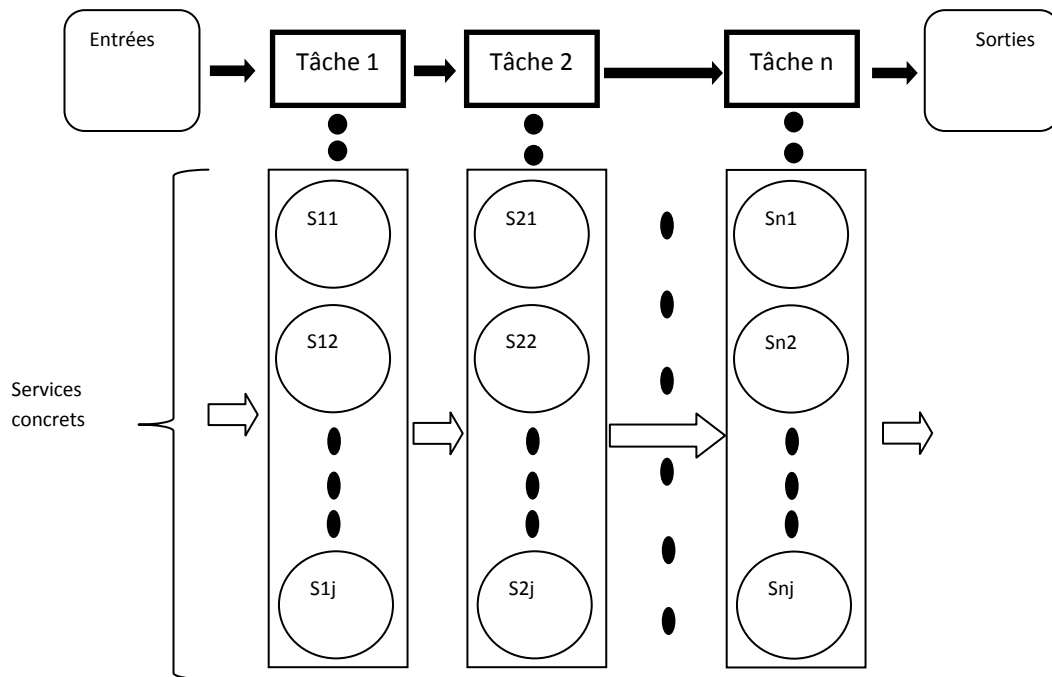 Entrées
Tâche 1
Tâche 2
Tâche n
Sorties
S11
S21
Sn1
S12
S22
Sn2
Services
concrets
S1j
S2j
Snj